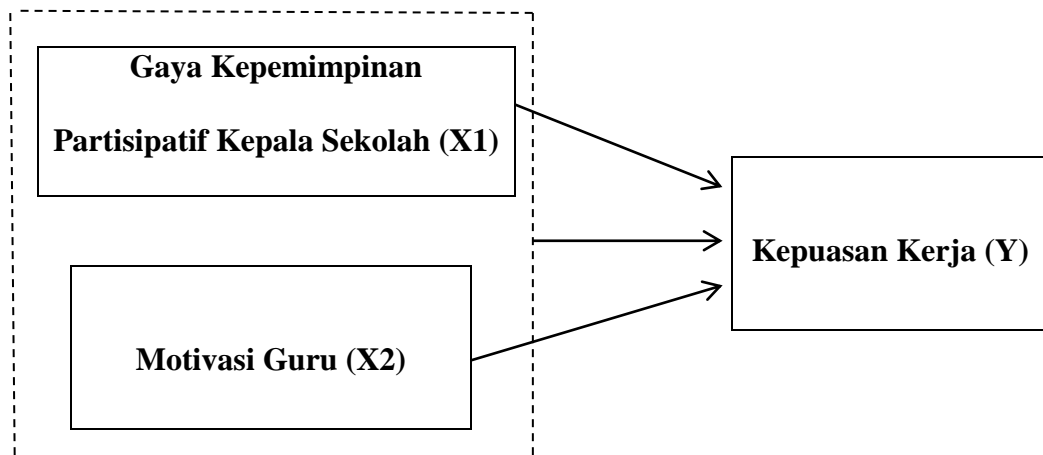 Gaya Kepemimpinan
Partisipatif Kepala Sekolah (X1)
Kepuasan Kerja (Y)
Motivasi Guru (X2)